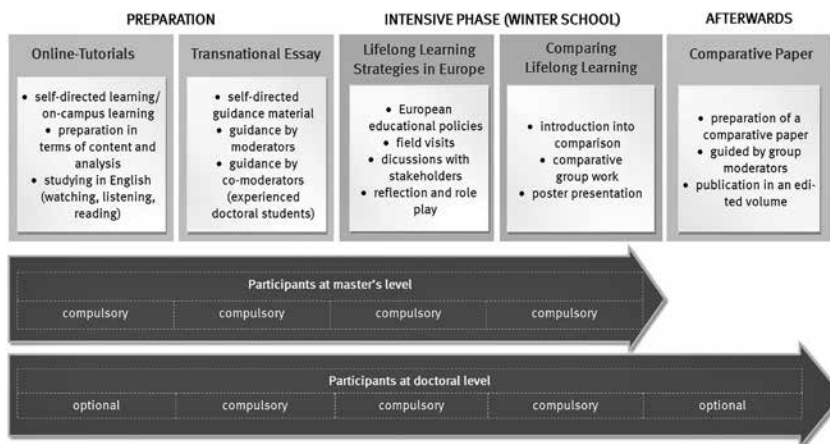 PREPARATION
INTENSIVE PHASE (WINTER SCHOOL)
AFTERWARDS
Online-Tutorials
• self-directed learning/
on-campus learning
• preparation in
terms of content and
analysis
• studying in English
(watching, listening,
reading)
Transnational Essay
• self-directed
guidance material
• guidance by
moderators
• guidance by
co-moderators
(experienced
doctoral students)
Lifelong Learning
Strategies in Europe
• European
educational policies
• field visits
• dicussions with
stakeholders
• reflection and role
play
Comparing
Lifelong Learning
• introduction into
comparison
• comparative
group work
• poster presentation
Comparative Paper
• preparation of a
comparative paper
• guided by group
moderators
• publication in an edi-
ted volume
Participants at master's level
compulsory compulsory compulsory compulsory
Participants at doctoral level
optional compulsory compulsory compulsory optional